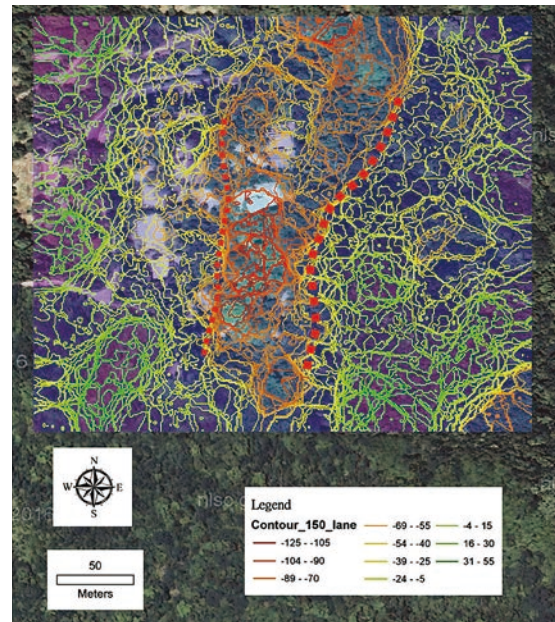 N
W E
S
2016
50
Meters
Legend
Contour_150_lane
-125 - -105
-104 - -90
-89 - -70
-69 - -55
-54 - -40
-39 - -25
-24 - -5
-4 - 15
16 - 30
31 - 55